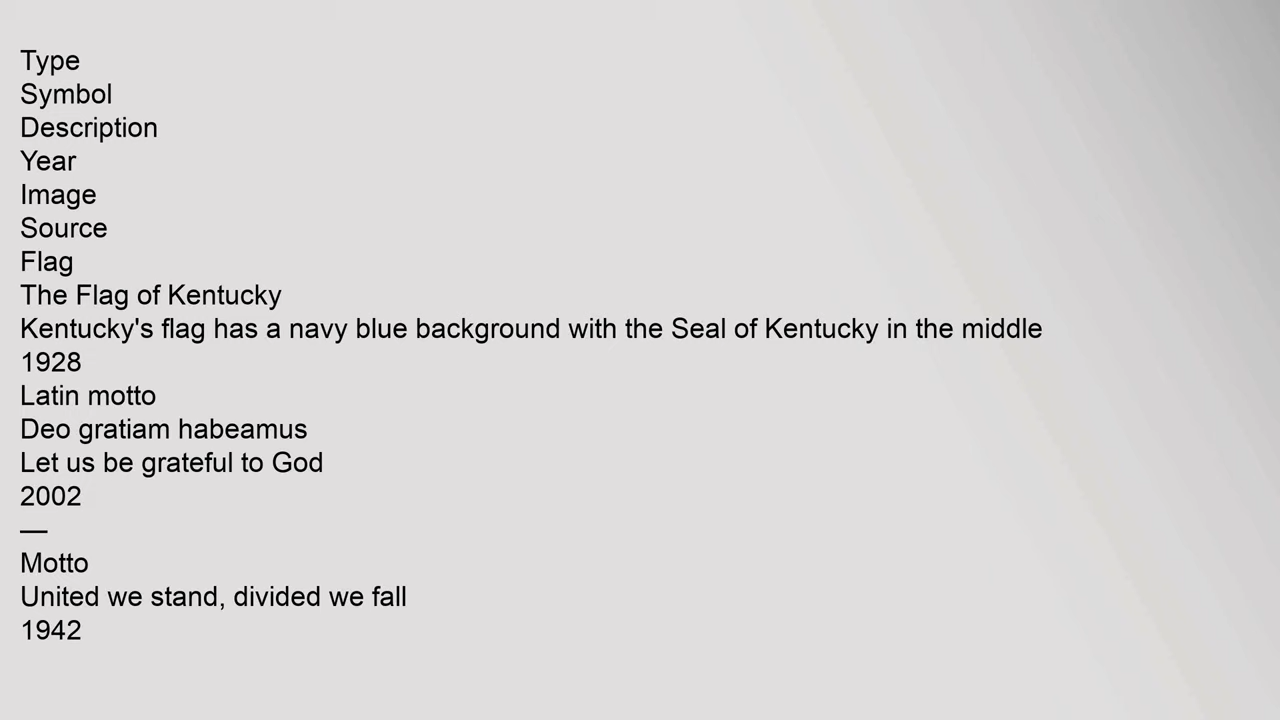 Type
Symbol
Description
Year
Image
Source
Flag
The Flag of Kentucky
Kentucky's flag has a navy blue background with the Seal of Kentucky in the middle
1928
Latin motto
Deo gratiam habeamus
Let us be grateful to God
2002
—
Motto
United we stand, divided we fall
1942